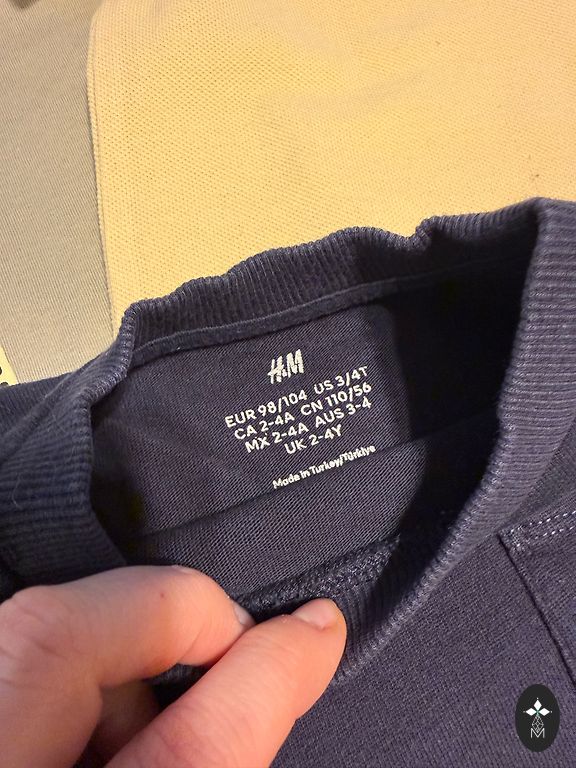 H&M
EUR 98/104 US 3/4T
CA 2-4A CN 110/56
MX 2-4A AUS 3-4
UK 2-4Y
Made in Turkey/Türkiye
M